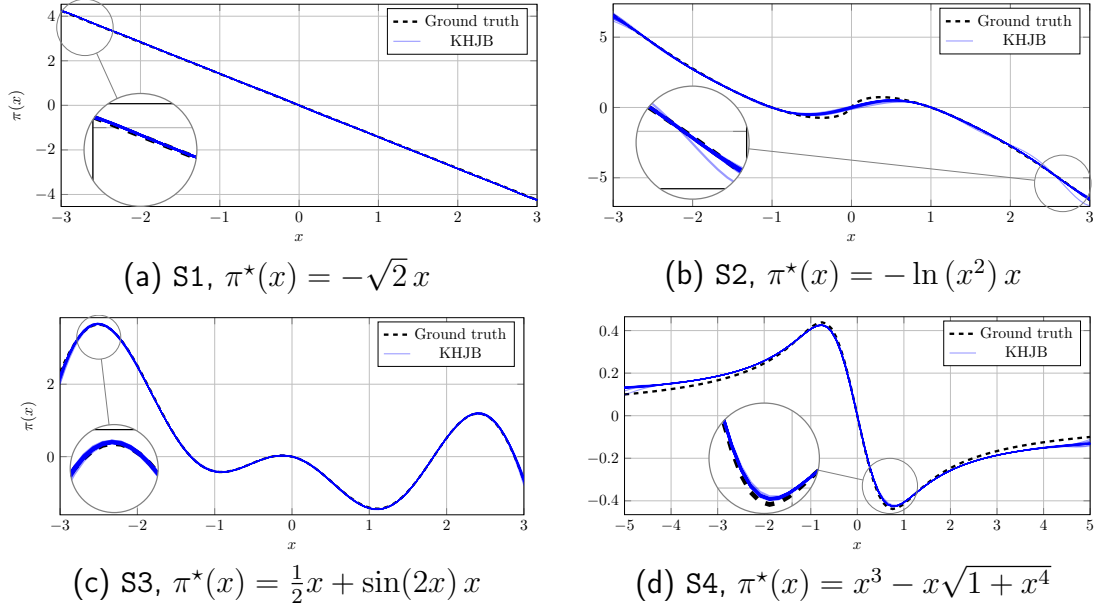 4
2
0
−2
−4
π(x)
−3
−2
−1
0
1
2
3
x
Ground truth
KHJB
(a) S1, π⋆(x) = −√2 x
5
0
−5
−3
−2
−1
0
1
2
3
x
Ground truth
KHJB
(b) S2, π⋆(x) = − ln (x²) x
2
0
π(x)
−3
−2
−1
0
1
2
3
x
Ground truth
KHJB
(c) S3, π⋆(x) = ½x + sin(2x) x
0.4
0.2
0
−0.2
−0.4
−5
−4
−3
−2
−1
0
1
2
3
4
5
x
Ground truth
KHJB
(d) S4, π⋆(x) = x³ − x√1 + x⁴